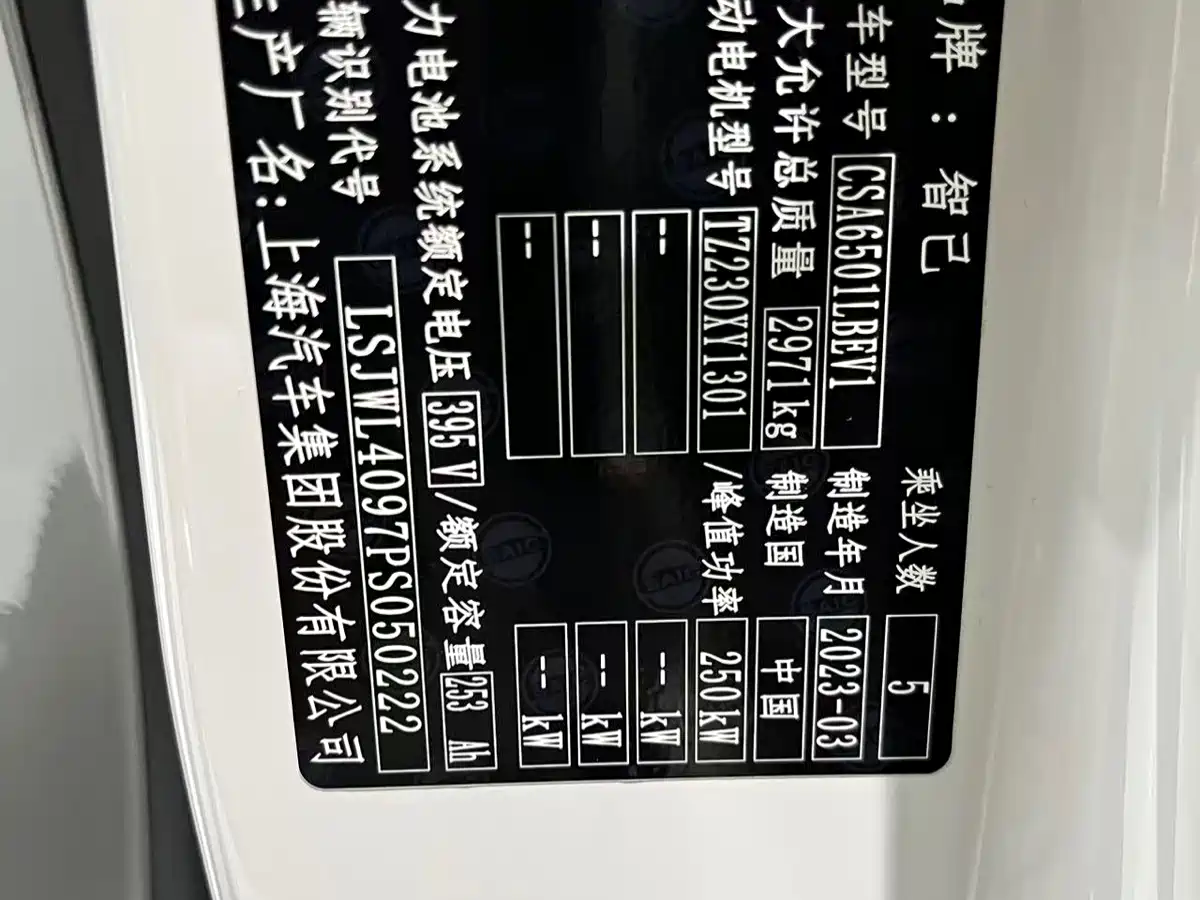 牌：智己
乘坐人数 5
车型号 CSA6501LBEV1 制造年月 2023-03
大允许总质量 2971kg 制造国 中国
动电机型号 TZ230XY1301 /峰值功率 250kW
-- -- kW
-- -- kW
-- -- kW
力电池系统额定电压 395 V /额定容量 253 Ah
辆识别代号 LSJWL4097PS050222
产厂名：上海汽车集团股份有限公司
SAIC
SAIC